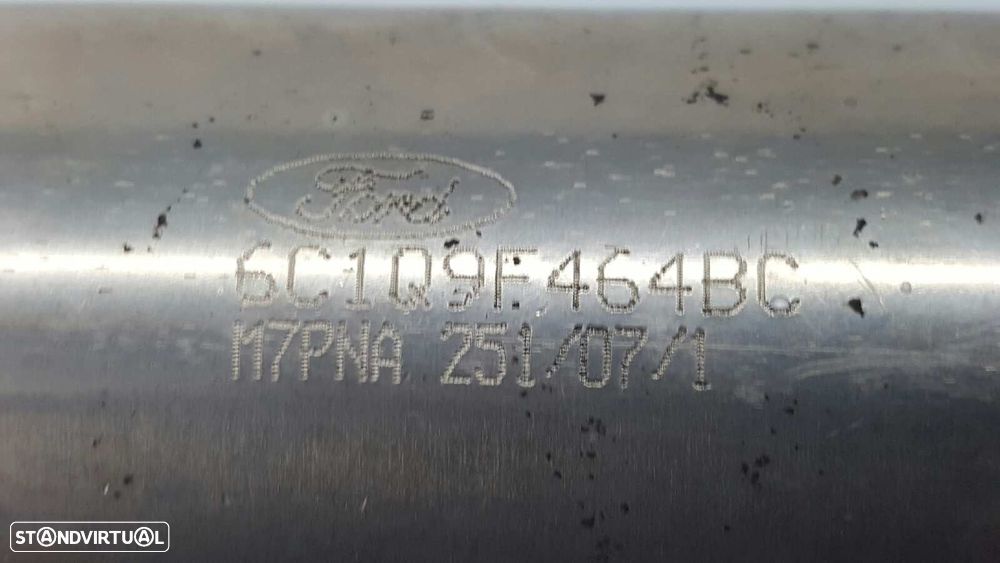 Ford
6C1Q9F464BC
M7PNA 251/07/1
STANDVIRTUAL